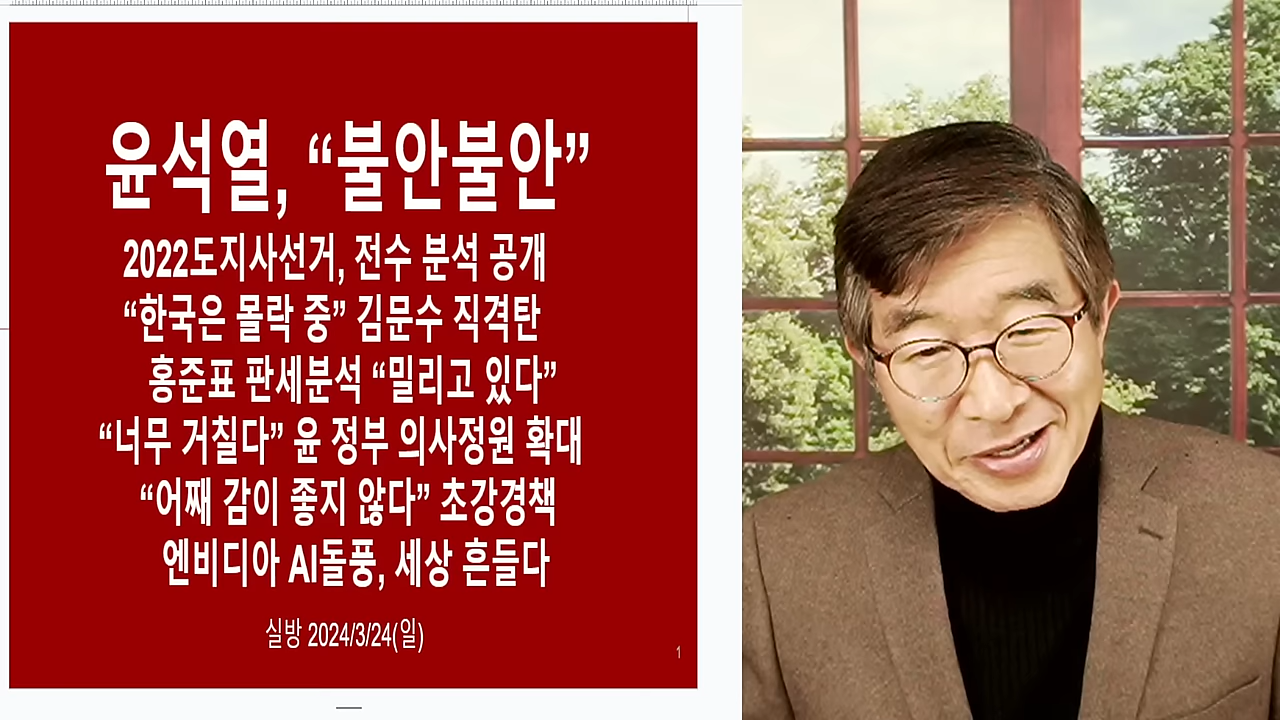 윤석열, “불안불안”
2022도지사선거, 전수 분석 공개
“한국은 몰락 중” 김문수 직격탄
홍준표 판세분석 “밀리고 있다”
“너무 거칠다” 윤 정부 의사정원 확대
“어째 감이 좋지 않다” 초강경책
엔비디아 AI돌풍, 세상 흔들다
실방 2024/3/24(일)
1